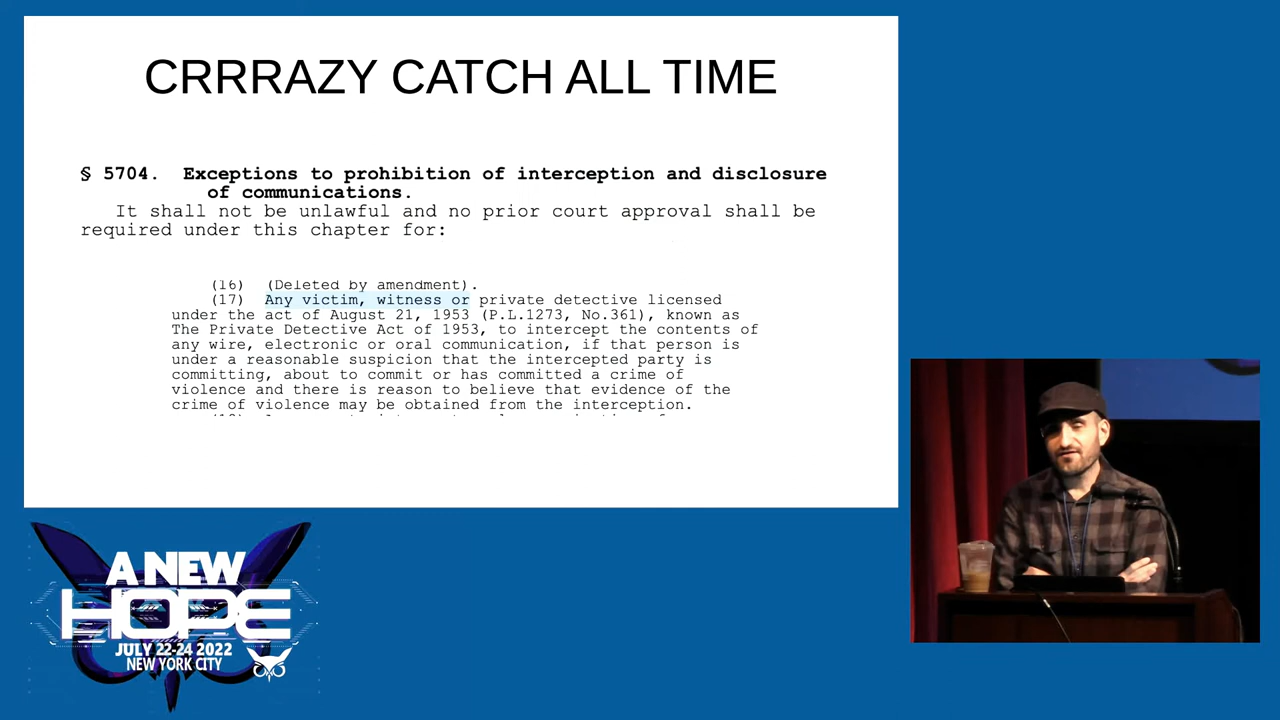 CRRRAZY CATCH ALL TIME
§ 5704. Exceptions to prohibition of interception and disclosure
of communications.
It shall not be unlawful and no prior court approval shall be
required under this chapter for:
(16) (Deleted by amendment).
(17) Any victim, witness or private detective licensed
under the act of August 21, 1953 (P.L.1273, No.361), known as
The Private Detective Act of 1953, to intercept the contents of
any wire, electronic or oral communication, if that person is
under a reasonable suspicion that the intercepted party is
committing, about to commit or has committed a crime of
violence and there is reason to believe that evidence of the
crime of violence may be obtained from the interception.
A NEW
HOPE
JULY 22-24 2022
NEW YORK CITY